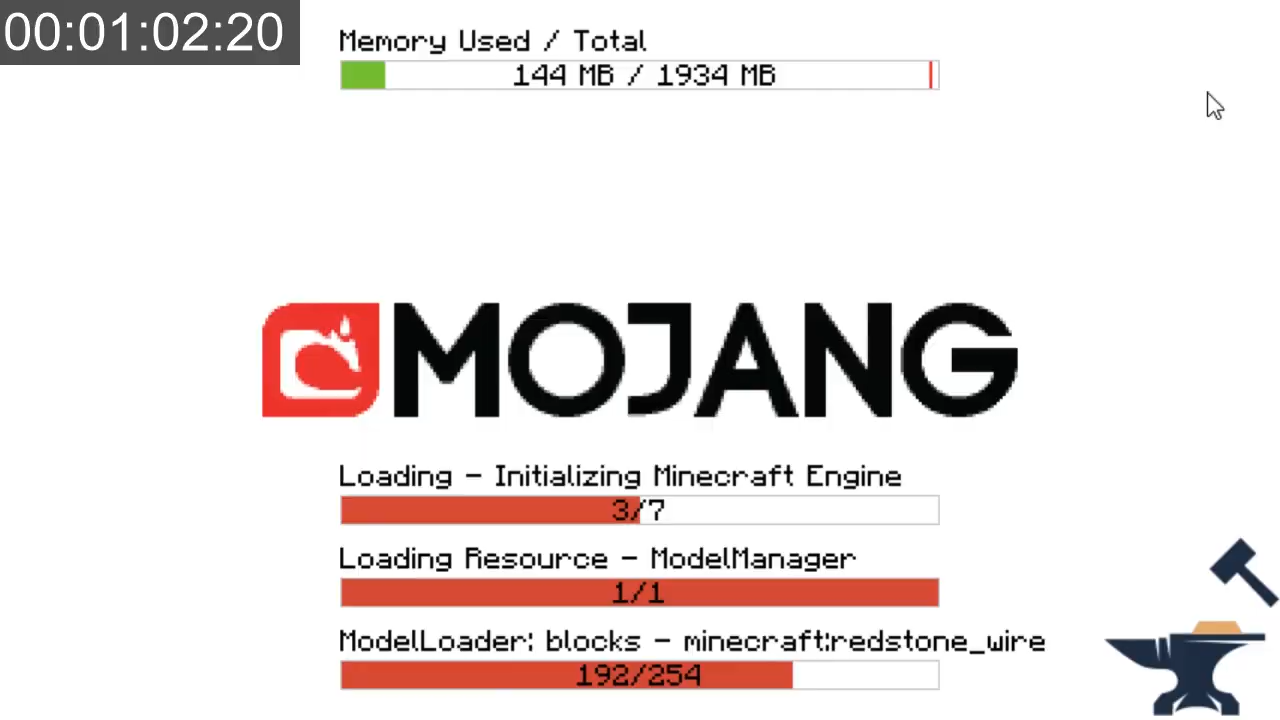 00:01:02:20
Memory Used / Total
144 MB / 1934 MB
MOJANG
Loading - Initializing Minecraft Engine
3/7
Loading Resource - ModelManager
1/1
ModelLoader: blocks - minecraft:redstone_wire
192/254